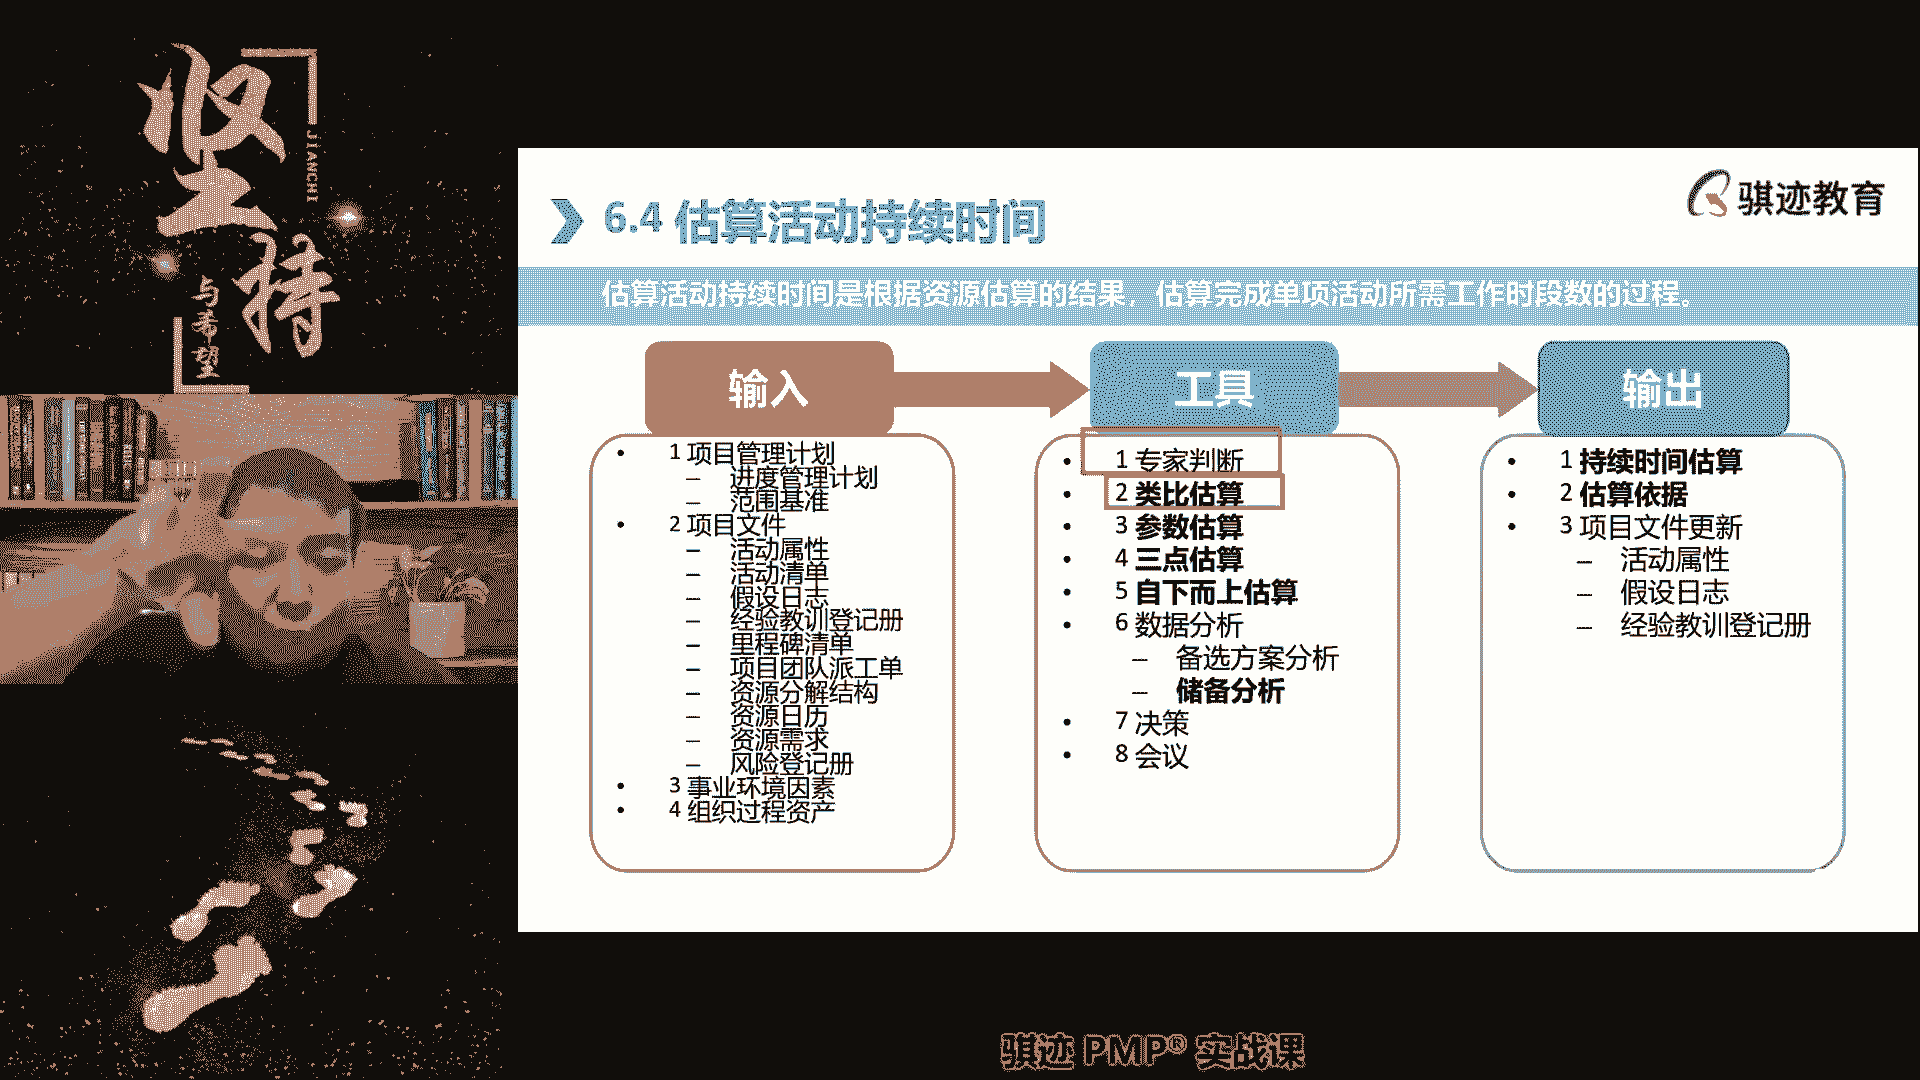 坚持
JIANCHI
与希望
骐迹教育
6.4 估算活动持续时间
估算活动持续时间是根据资源估算的结果，估算完成单项活动所需工作时段数的过程。
输入
• 1 项目管理计划
– 进度管理计划
– 范围基准
• 2 项目文件
– 活动属性
– 活动清单
– 假设日志
– 经验教训登记册
– 里程碑清单
– 项目团队派工单
– 资源分解结构
– 资源日历
– 资源需求
– 风险登记册
• 3 事业环境因素
• 4 组织过程资产
工具
• 1 专家判断
• 2 类比估算
• 3 参数估算
• 4 三点估算
• 5 自下而上估算
• 6 数据分析
– 备选方案分析
– 储备分析
• 7 决策
• 8 会议
输出
• 1 持续时间估算
• 2 估算依据
• 3 项目文件更新
– 活动属性
– 假设日志
– 经验教训登记册
骐迹 PMP® 实战课